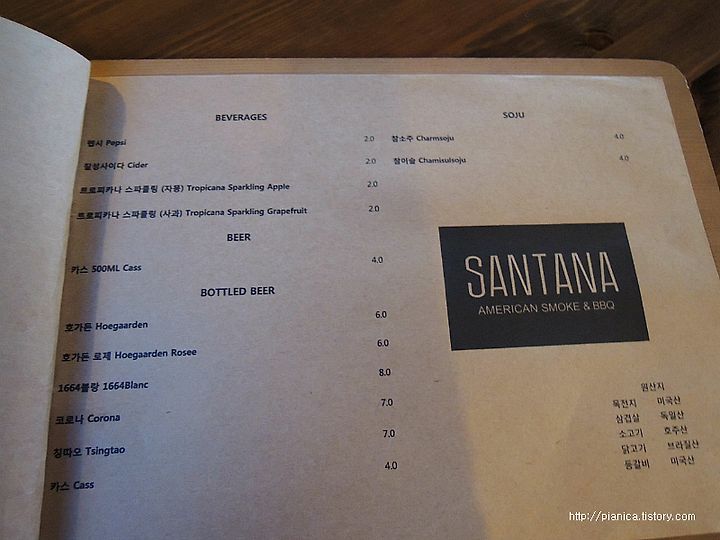 BEVERAGES
펩시 Pepsi 2.0
칠성사이다 Cider 2.0
트로피카나 스파클링 (자몽) Tropicana Sparkling Apple 2.0
트로피카나 스파클링 (사과) Tropicana Sparkling Grapefruit 2.0
BEER
카스 500ML Cass 4.0
BOTTLED BEER
호가든 Hoegaarden 6.0
호가든 로제 Hoegaarden Rosee 6.0
1664블랑 1664Blanc 8.0
코로나 Corona 7.0
칭따오 Tsingtao 7.0
카스 Cass 4.0
SOJU
참소주 Charmsoju 4.0
참이슬 Chamisulsoju 4.0
SANTANA
AMERICAN SMOKE & BBQ
원산지
목전지 미국산
삼겹살 독일산
소고기 호주산
닭고기 브라질산
등갈비 미국산
http://pianica.tistory.com